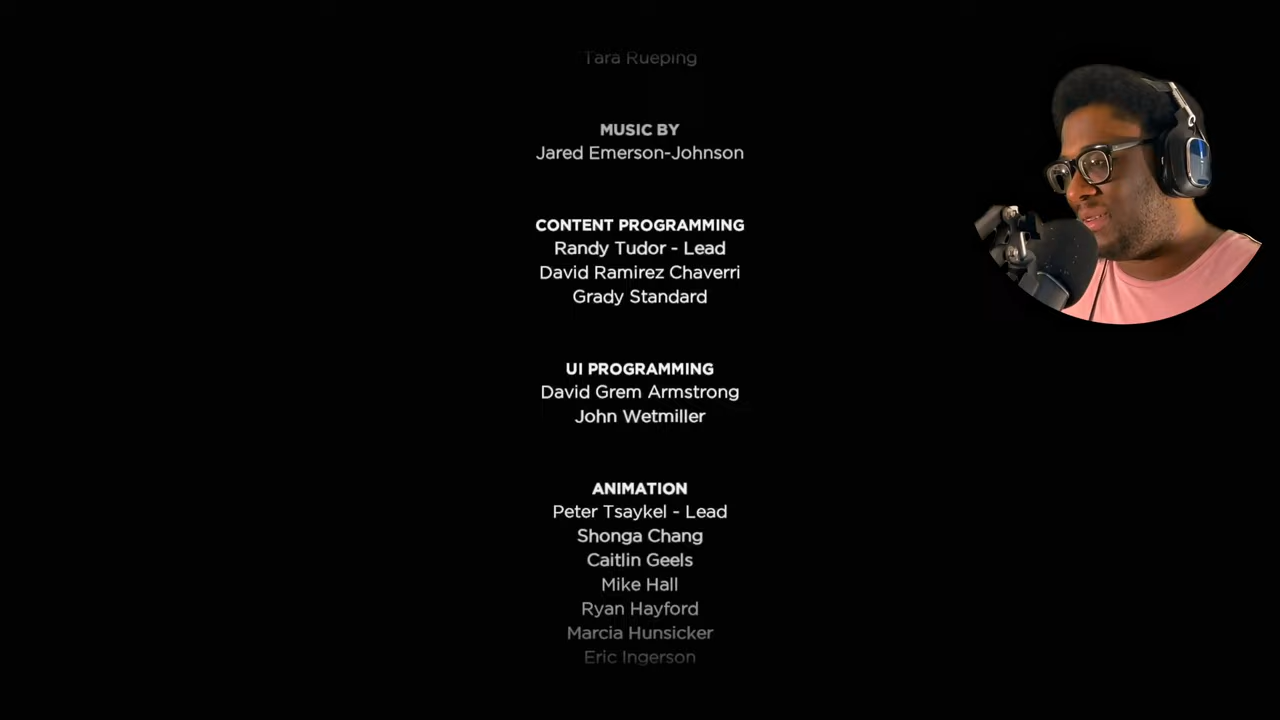 Tara Rueping
MUSIC BY
Jared Emerson-Johnson
CONTENT PROGRAMMING
Randy Tudor - Lead
David Ramirez Chaverri
Grady Standard
UI PROGRAMMING
David Grem Armstrong
John Wetmiller
ANIMATION
Peter Tsaykel - Lead
Shonga Chang
Caitlin Geels
Mike Hall
Ryan Hayford
Marcia Hunsicker
Eric Ingerson